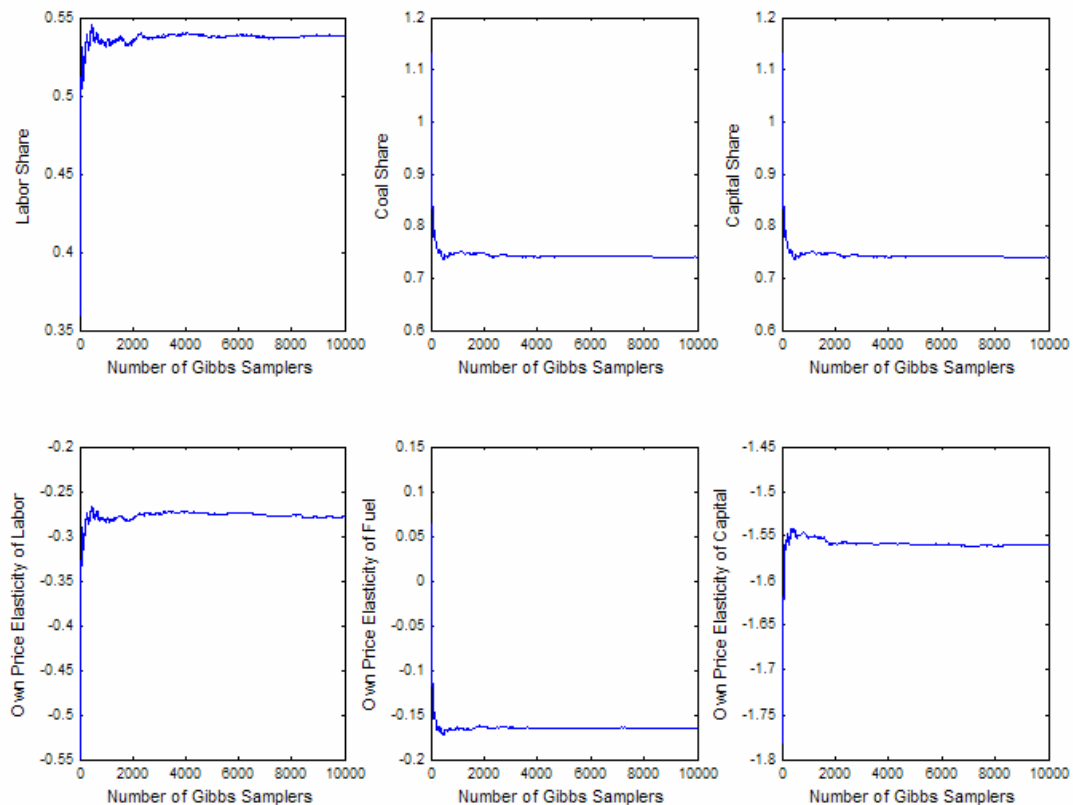 Labor Share
0.55
0.5
0.45
0.4
0.35
0 2000 4000 6000 8000 10000
Number of Gibbs Samplers
Coal Share
1.2
1.1
1
0.9
0.8
0.7
0.6
0 2000 4000 6000 8000 10000
Number of Gibbs Samplers
Capital Share
1.2
1.1
1
0.9
0.8
0.7
0.6
0 2000 4000 6000 8000 10000
Number of Gibbs Samplers
Own Price Elasticity of Labor
-0.2
-0.25
-0.3
-0.35
-0.4
-0.45
-0.5
-0.55
0 2000 4000 6000 8000 10000
Number of Gibbs Samplers
Own Price Elasticity of Fuel
0.15
0.1
0.05
0
-0.05
-0.1
-0.15
-0.2
0 2000 4000 6000 8000 10000
Number of Gibbs Samplers
Own Price Elasticity of Capital
-1.45
-1.5
-1.55
-1.6
-1.65
-1.7
-1.75
-1.8
0 2000 4000 6000 8000 10000
Number of Gibbs Samplers